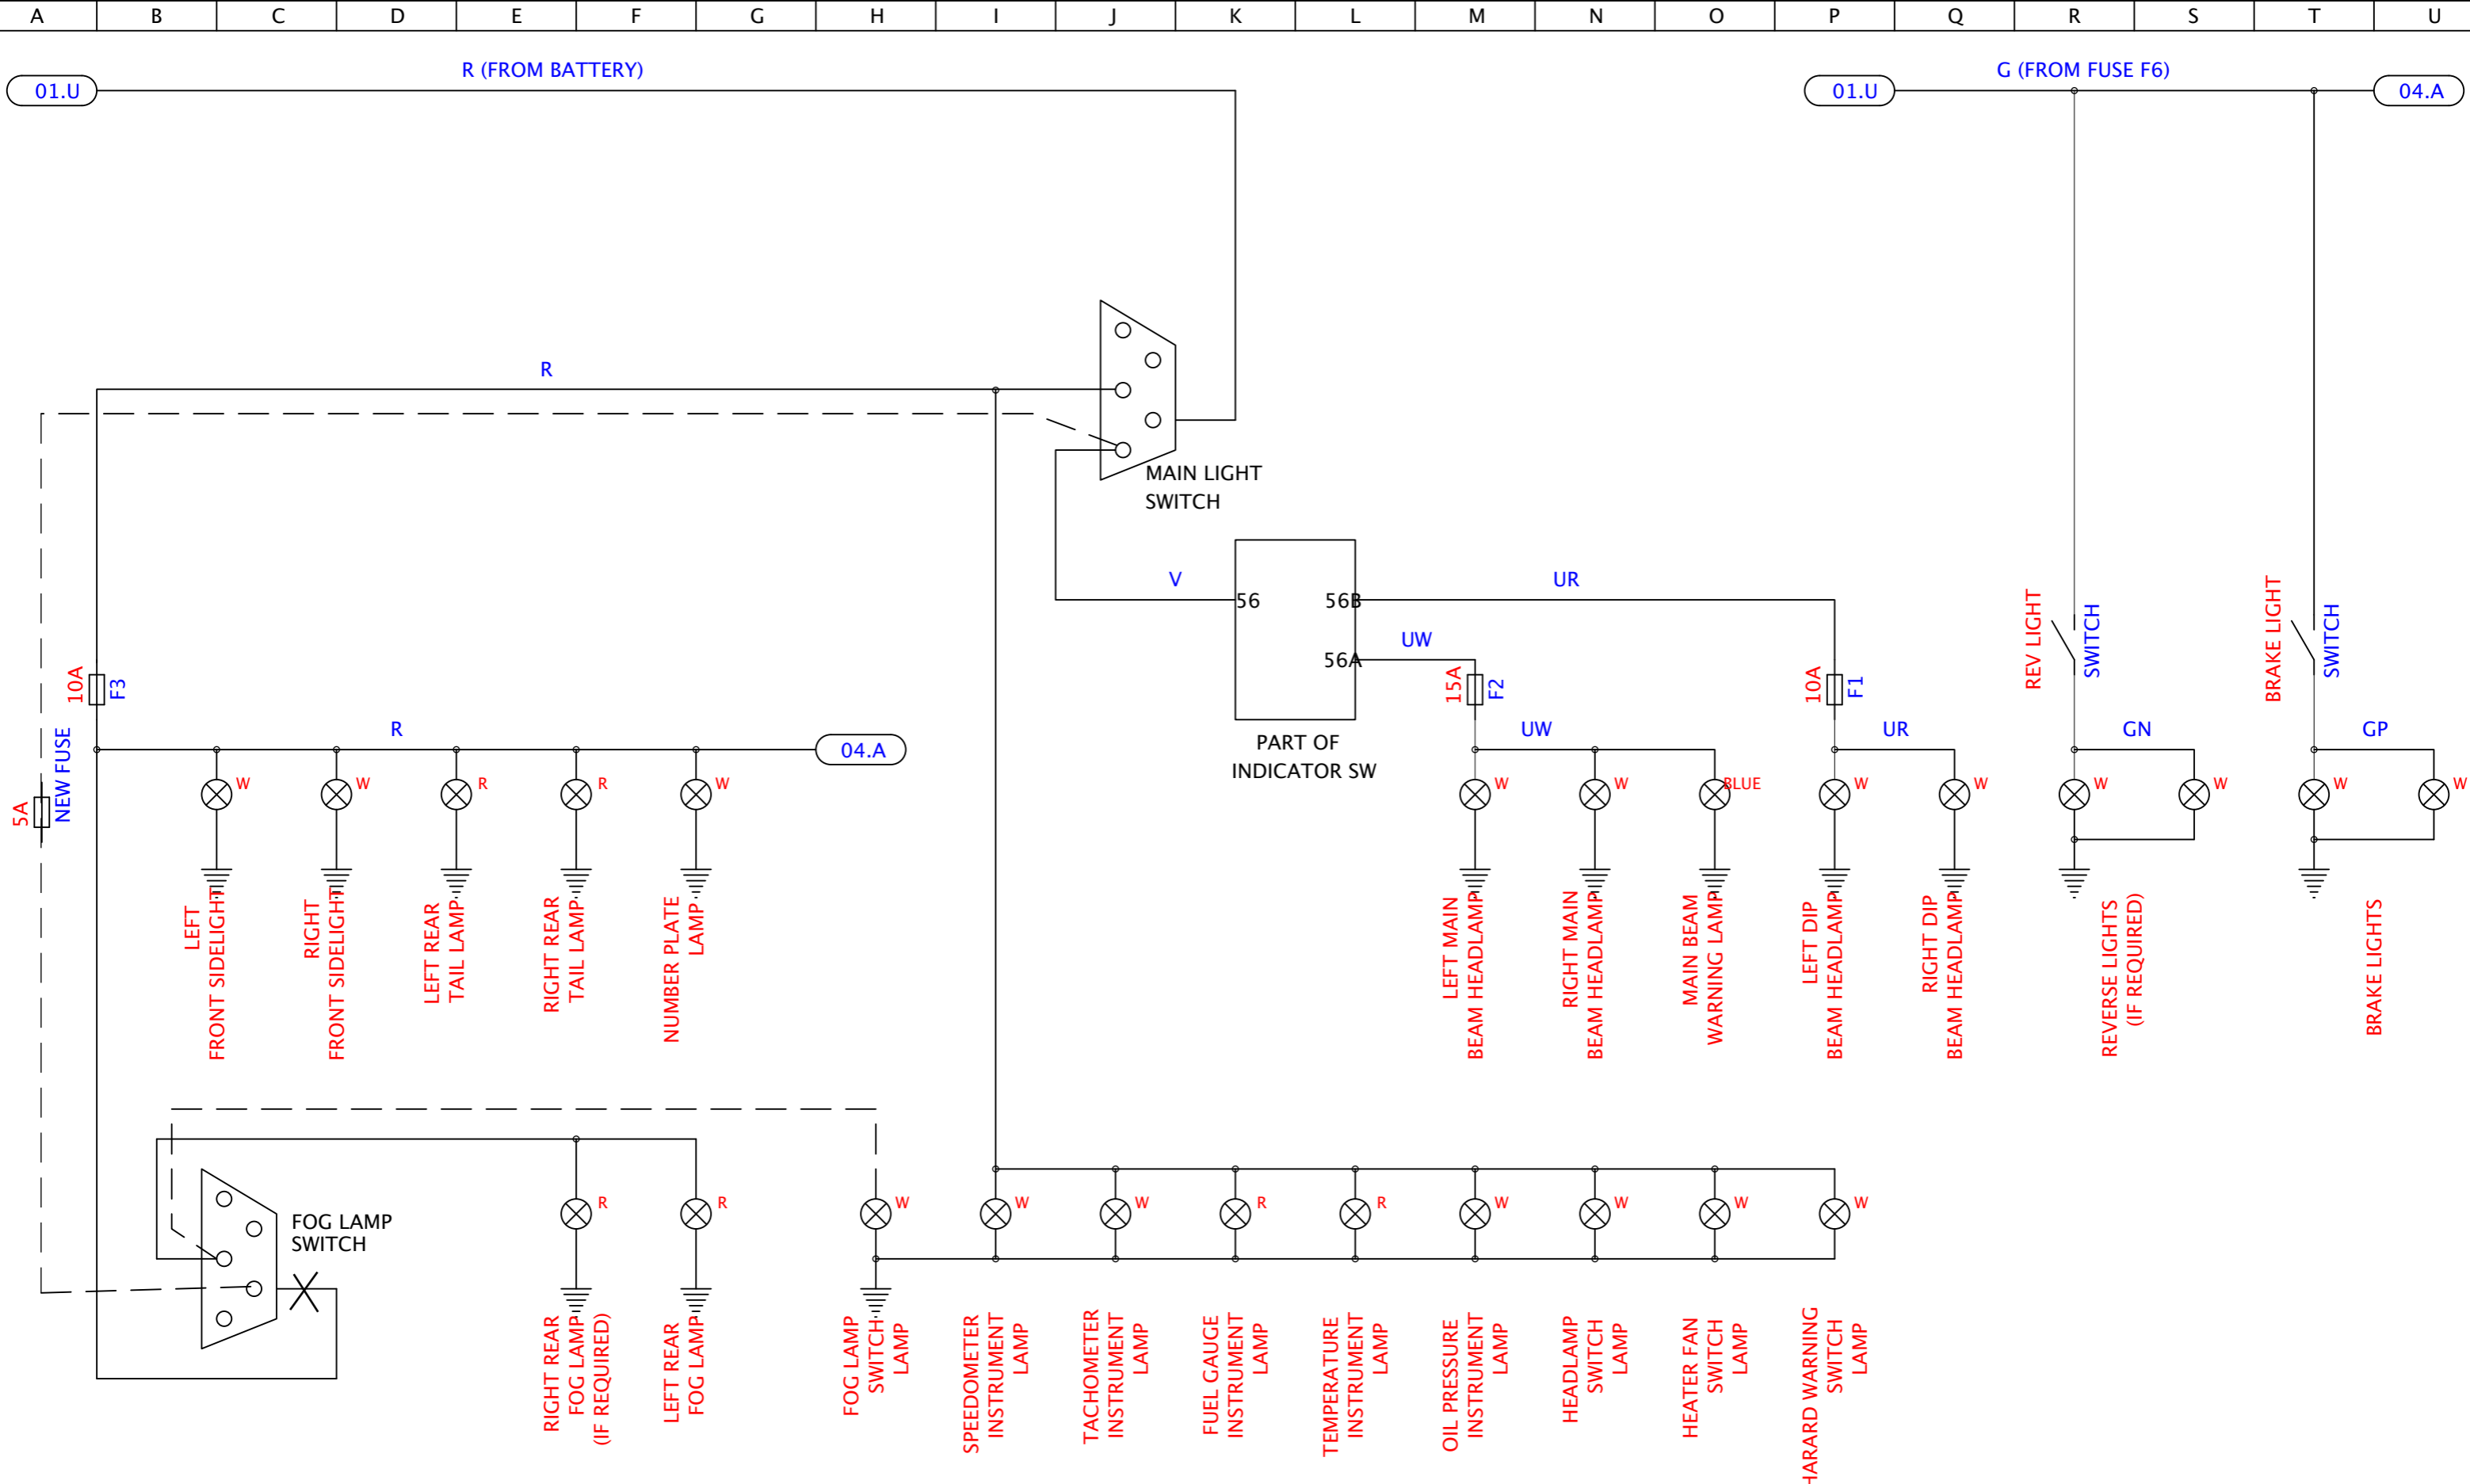 A B C D E F G H I J K L M N O P Q R S T U
R (FROM BATTERY)
G (FROM FUSE F6)
01.U
01.U
04.A
R
MAIN LIGHT
SWITCH
V
56
56B
56A
UR
UW
PART OF
INDICATOR SW
REV LIGHT
SWITCH
BRAKE LIGHT
SWITCH
10A
F3
15A
F2
10A
F1
R
04.A
UW
UR
GN
GP
5A
NEW FUSE
W
W
R
R
W
W
W
BLUE
W
W
W
W
W
W
LEFT
FRONT SIDELIGHT
RIGHT
FRONT SIDELIGHT
LEFT REAR
TAIL LAMP
RIGHT REAR
TAIL LAMP
NUMBER PLATE
LAMP
LEFT MAIN
BEAM HEADLAMP
RIGHT MAIN
BEAM HEADLAMP
MAIN BEAM
WARNING LAMP
LEFT DIP
BEAM HEADLAMP
RIGHT DIP
BEAM HEADLAMP
REVERSE LIGHTS
(IF REQUIRED)
BRAKE LIGHTS
FOG LAMP
SWITCH
R
R
W
W
W
R
R
W
W
W
W
RIGHT REAR
FOG LAMP
(IF REQUIRED)
LEFT REAR
FOG LAMP
FOG LAMP
SWITCH
LAMP
SPEEDOMETER
INSTRUMENT
LAMP
TACHOMETER
INSTRUMENT
LAMP
FUEL GAUGE
INSTRUMENT
LAMP
TEMPERATURE
INSTRUMENT
LAMP
OIL PRESSURE
INSTRUMENT
LAMP
HEADLAMP
SWITCH
LAMP
HEATER FAN
SWITCH
LAMP
HARARD WARNING
SWITCH
LAMP